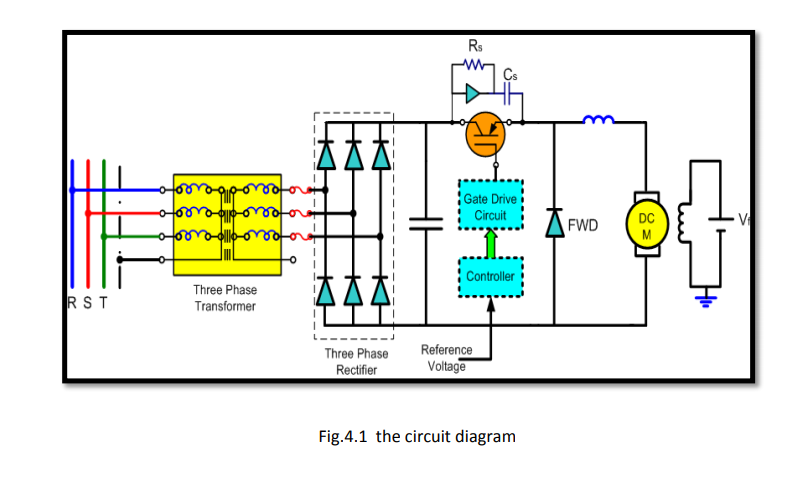 Rs
Cs
Gate Drive
Circuit
FWD
DC
M
Controller
R S T
Three Phase
Transformer
Three Phase
Rectifier
Reference
Voltage
Fig.4.1 the circuit diagram